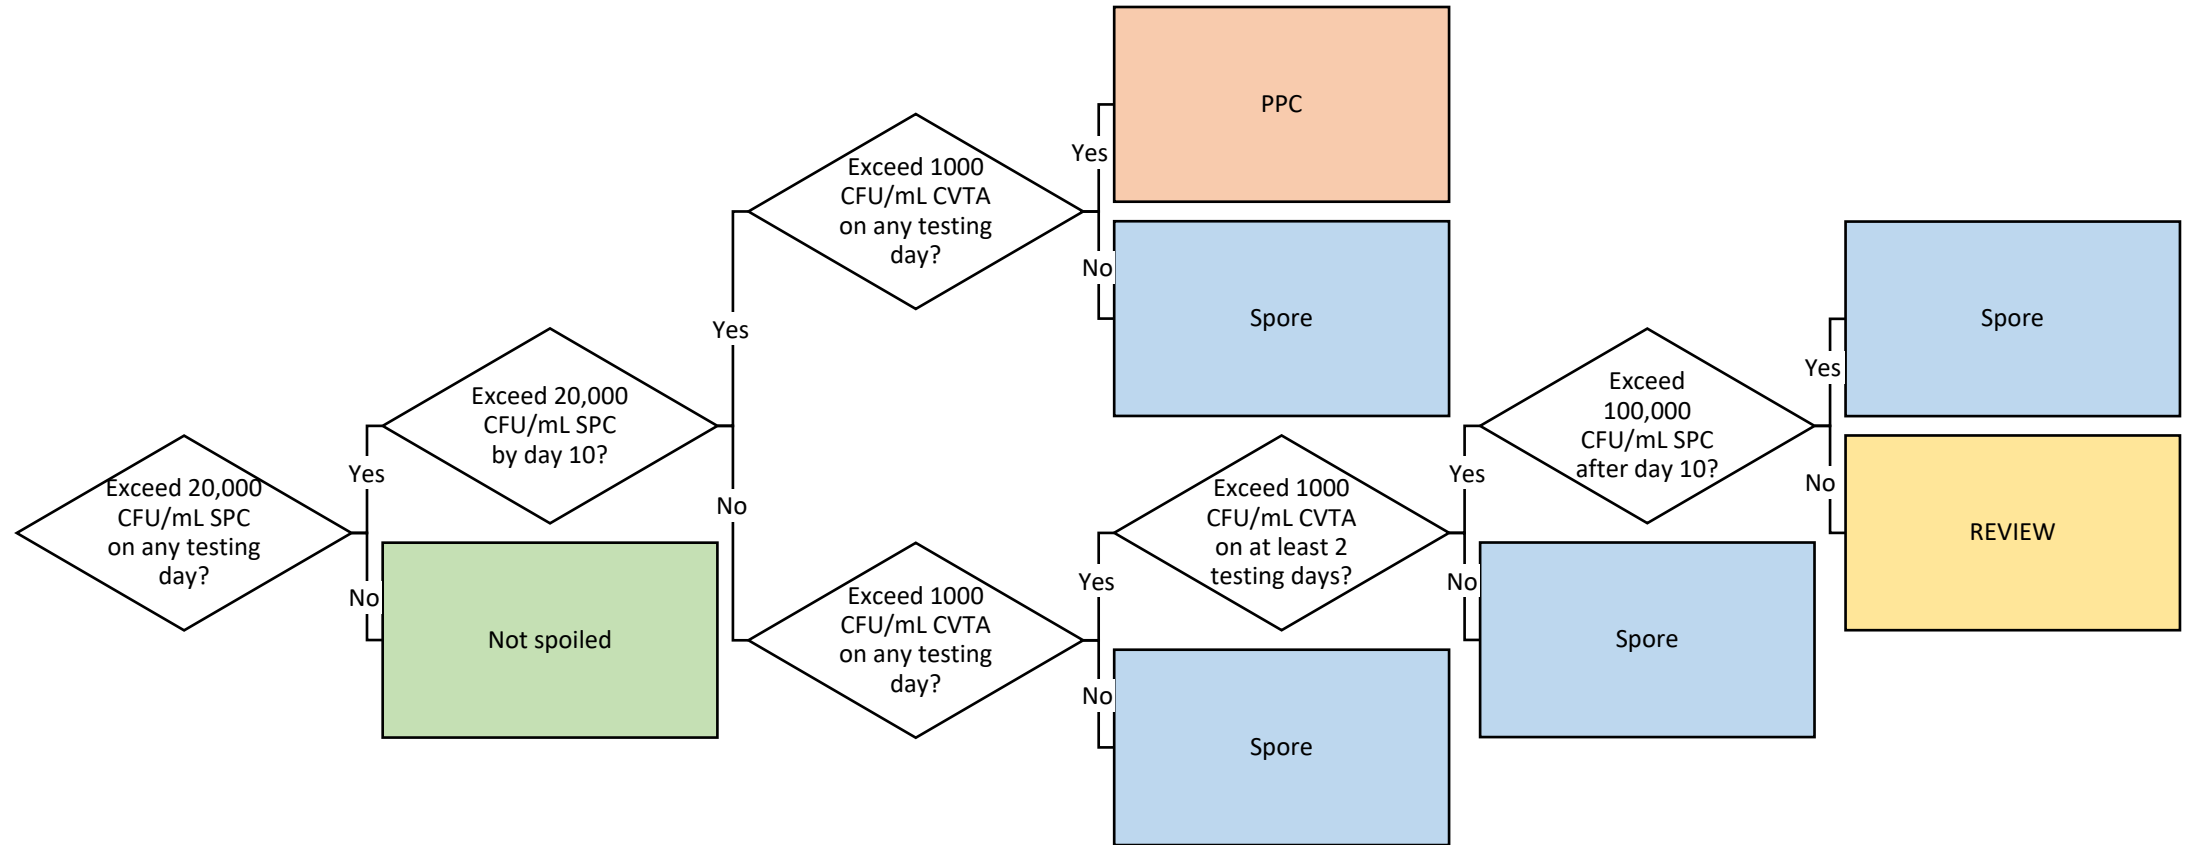 Exceed 20,000
CFU/mL SPC
on any testing
day?
Yes
No
Not spoiled
Exceed 20,000
CFU/mL SPC
by day 10?
Yes
No
Exceed 1000
CFU/mL CVTA
on any testing
day?
Yes
No
PPC
Spore
Exceed 1000
CFU/mL CVTA
on any testing
day?
Yes
No
Spore
Exceed 1000
CFU/mL CVTA
on at least 2
testing days?
Yes
No
Spore
Exceed
100,000
CFU/mL SPC
after day 10?
Yes
No
Spore
REVIEW